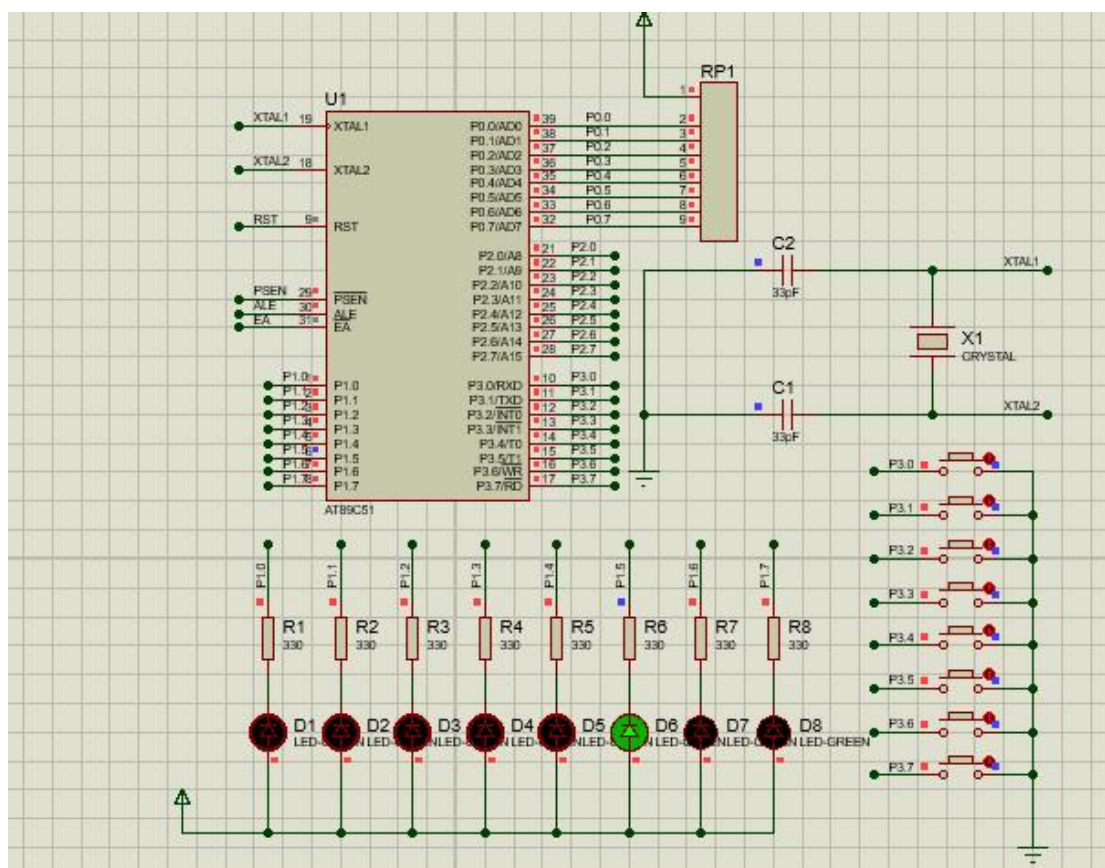 RP1
1
U1
XTAL1 19 XTAL1 P0.0/AD0 39 P0.0 2
P0.1/AD1 38 P0.1 3
P0.2/AD2 37 P0.2 4
XTAL2 18 XTAL2 P0.3/AD3 36 P0.3 5
P0.4/AD4 35 P0.4 6
P0.5/AD5 34 P0.5 7
P0.6/AD6 33 P0.6 8
RST 9 RST P0.7/AD7 32 P0.7 9
P2.0/A8 21 P2.0
P2.1/A9 22 P2.1
P2.2/A10 23 P2.2
PSEN 29 PSEN P2.3/A11 24 P2.3
ALE 30 ALE P2.4/A12 25 P2.4
EA 31 EA P2.5/A13 26 P2.5
P2.6/A14 27 P2.6
P2.7/A15 28 P2.7
P1.0 P1.0 P3.0/RXD 10 P3.0
P1.1 2 P1.1 P3.1/TXD 11 P3.1
P1.2 3 P1.2 P3.2/INT0 12 P3.2
P1.3 P1.3 P3.3/INT1 13 P3.3
P1.4 P1.4 P3.4/T0 14 P3.4
P1.5 P1.5 P3.5/T1 15 P3.5
P1.6 P1.6 P3.6/WR 16 P3.6
P1.7 8 P1.7 P3.7/RD 17 P3.7
AT89C51
C2
33pF
XTAL1
X1
CRYSTAL
C1
33pF
XTAL2
P3.0
P3.1
P3.2
P3.3
P3.4
P3.5
P3.6
P3.7
P1.0 P1.1 P1.2 P1.3 P1.4 P1.5 P1.6 P1.7
R1 R2 R3 R4 R5 R6 R7 R8
330 330 330 330 330 330 330 330
D1 D2 D3 D4 D5 D6 D7 D8
LED-GREEN